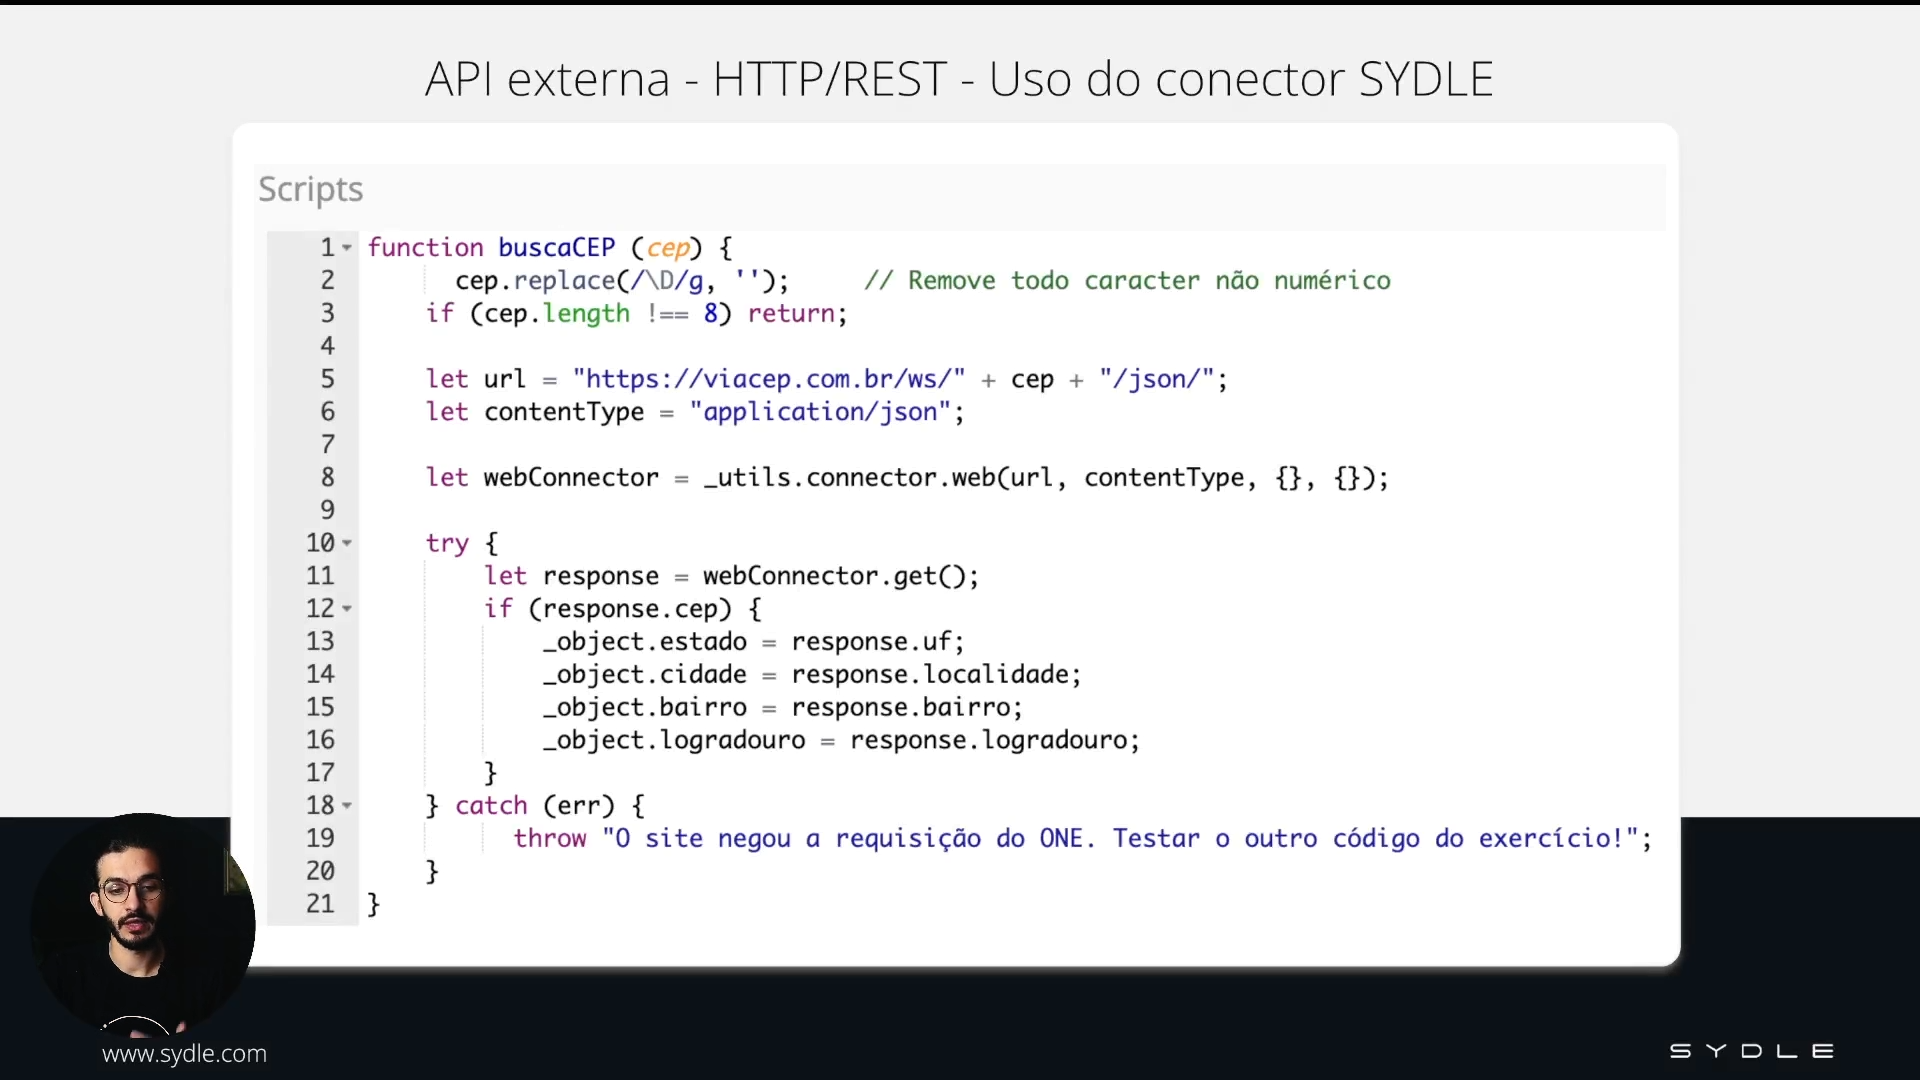 API externa - HTTP/REST - Uso do conector SYDLE
Scripts
1 function buscaCEP (cep) {
2 cep.replace(/\D/g, ''); // Remove todo caracter não numérico
3 if (cep.length !== 8) return;
4
5 let url = "https://viacep.com.br/ws/" + cep + "/json/";
6 let contentType = "application/json";
7
8 let webConnector = _utils.connector.web(url, contentType, {}, {});
9
10 try {
11 let response = webConnector.get();
12 if (response.cep) {
13 _object.estado = response.uf;
14 _object.cidade = response.localidade;
15 _object.bairro = response.bairro;
16 _object.logradouro = response.logradouro;
17 }
18 } catch (err) {
19 throw "O site negou a requisição do ONE. Testar o outro código do exercício!";
20 }
21 }
www.sydle.com
SYDLE